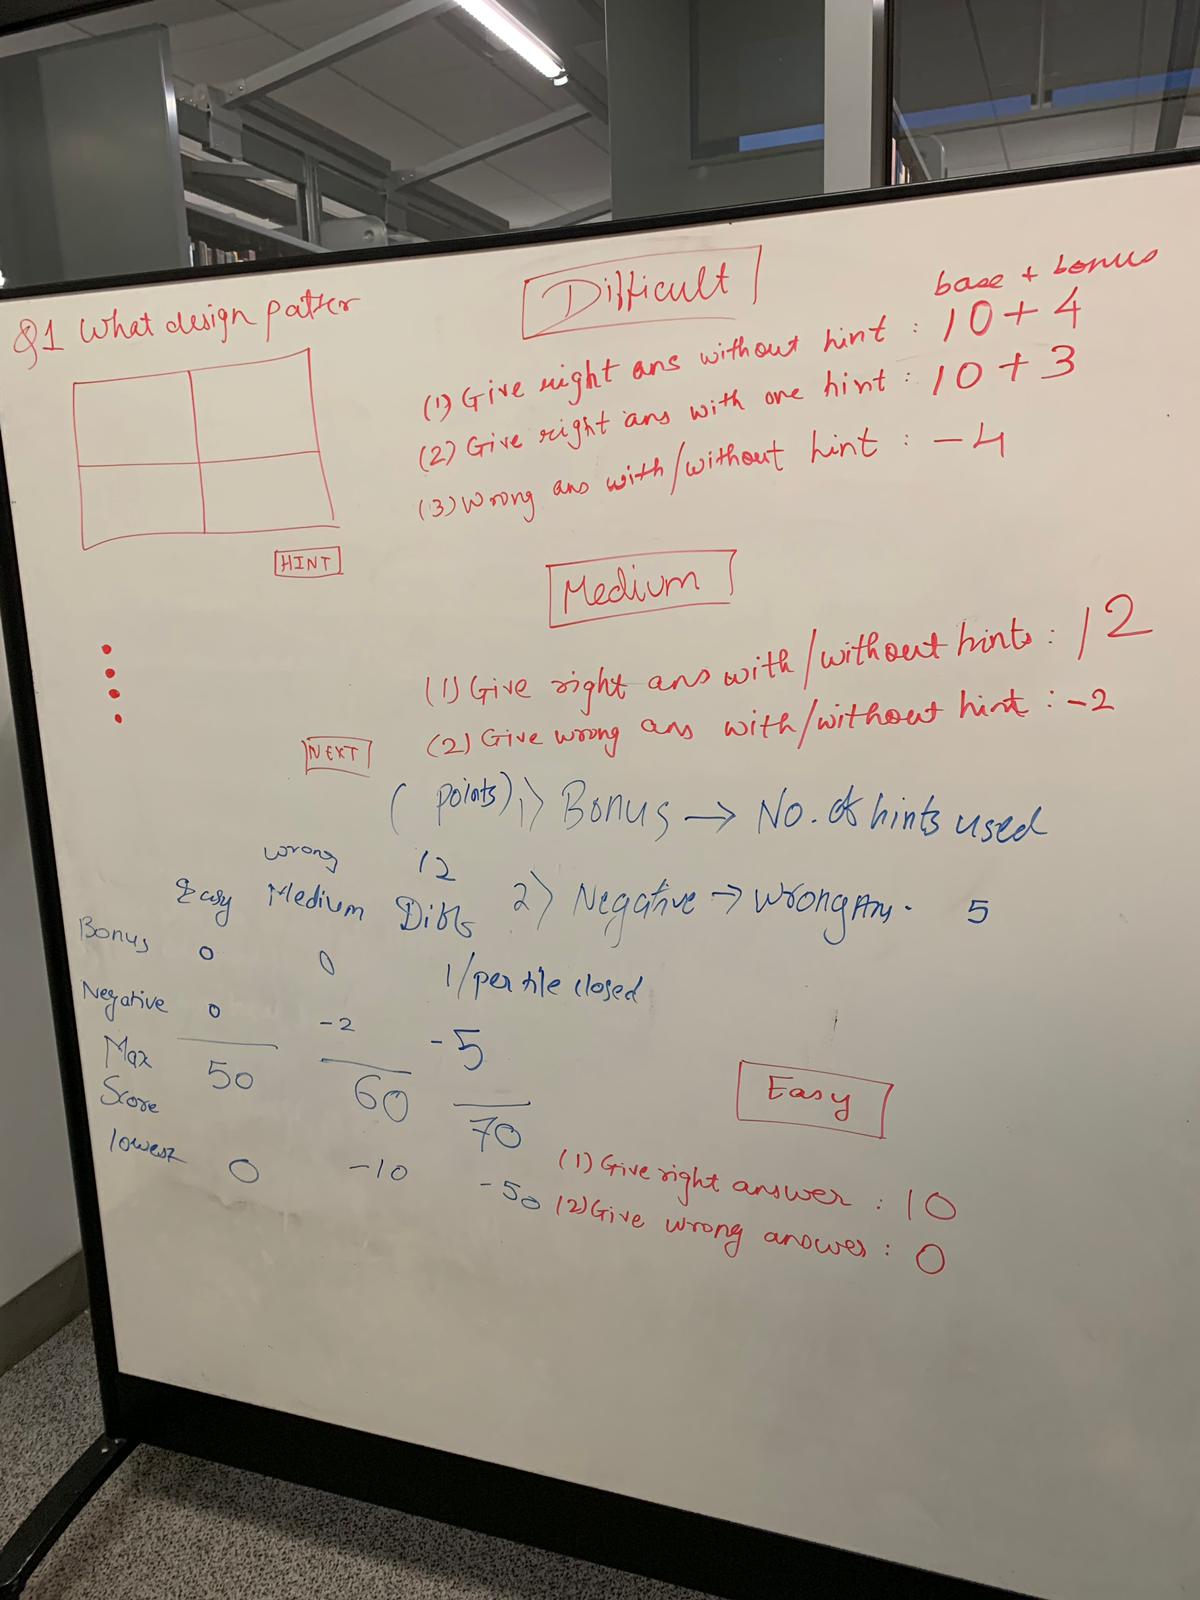 Q1 What design patter
Difficult
base + bonus
(1) Give right ans without hint : 10 + 4
(2) Give right ans with one hint : 10 + 3
(3) Wrong ans with/without hint : -4
HINT
Medium
(1) Give right ans with/without hints : 12
(2) Give wrong ans with/without hint : -2
NEXT
(points) 1) Bonus → No. of hints used
wrong 12
Easy Medium
2) Negative → Wrong Ans. 5
Bonus 0 0 1/per tile closed
Negative 0 -2 -5
Max Score 50 60 70
lowest 0 -10 -50
Easy
(1) Give right answer : 10
(2) Give wrong answer : 0